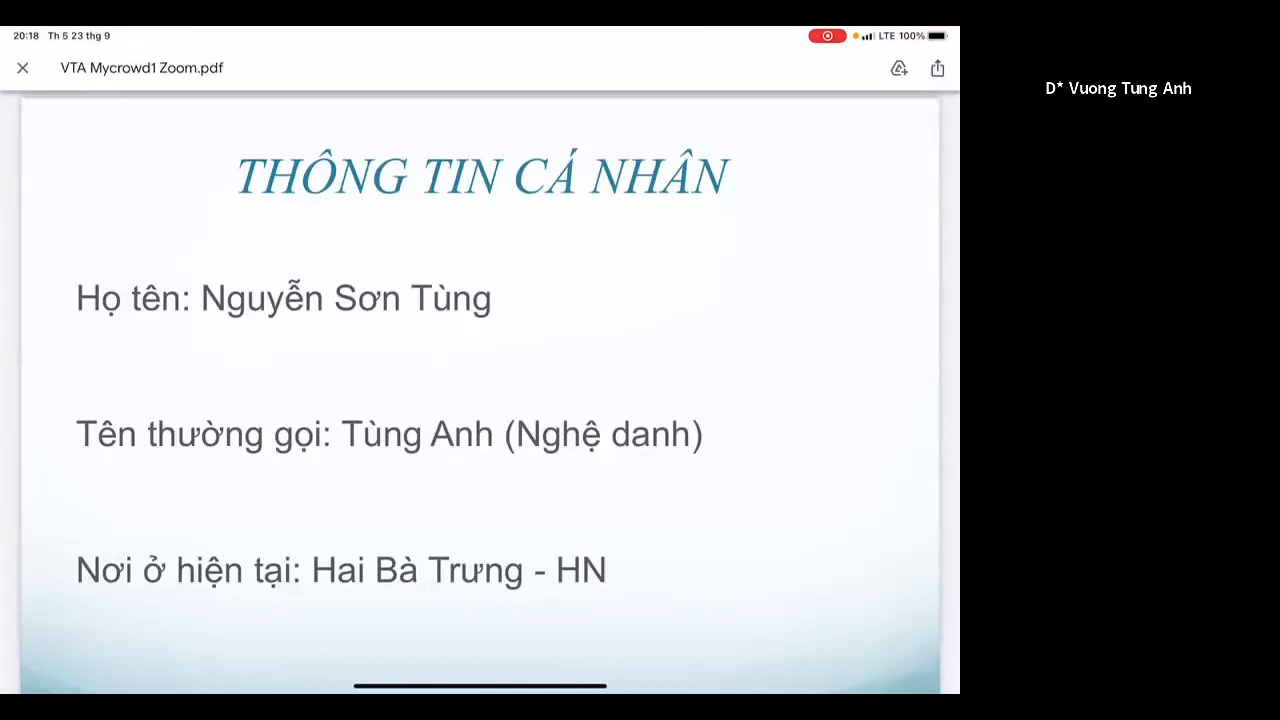 20:18 Th 5 23 thg 9
LTE 100%
VTA Mycrowd1 Zoom.pdf
D* Vuong Tung Anh
THÔNG TIN CÁ NHÂN
Họ tên: Nguyễn Sơn Tùng
Tên thường gọi: Tùng Anh (Nghệ danh)
Nơi ở hiện tại: Hai Bà Trưng - HN